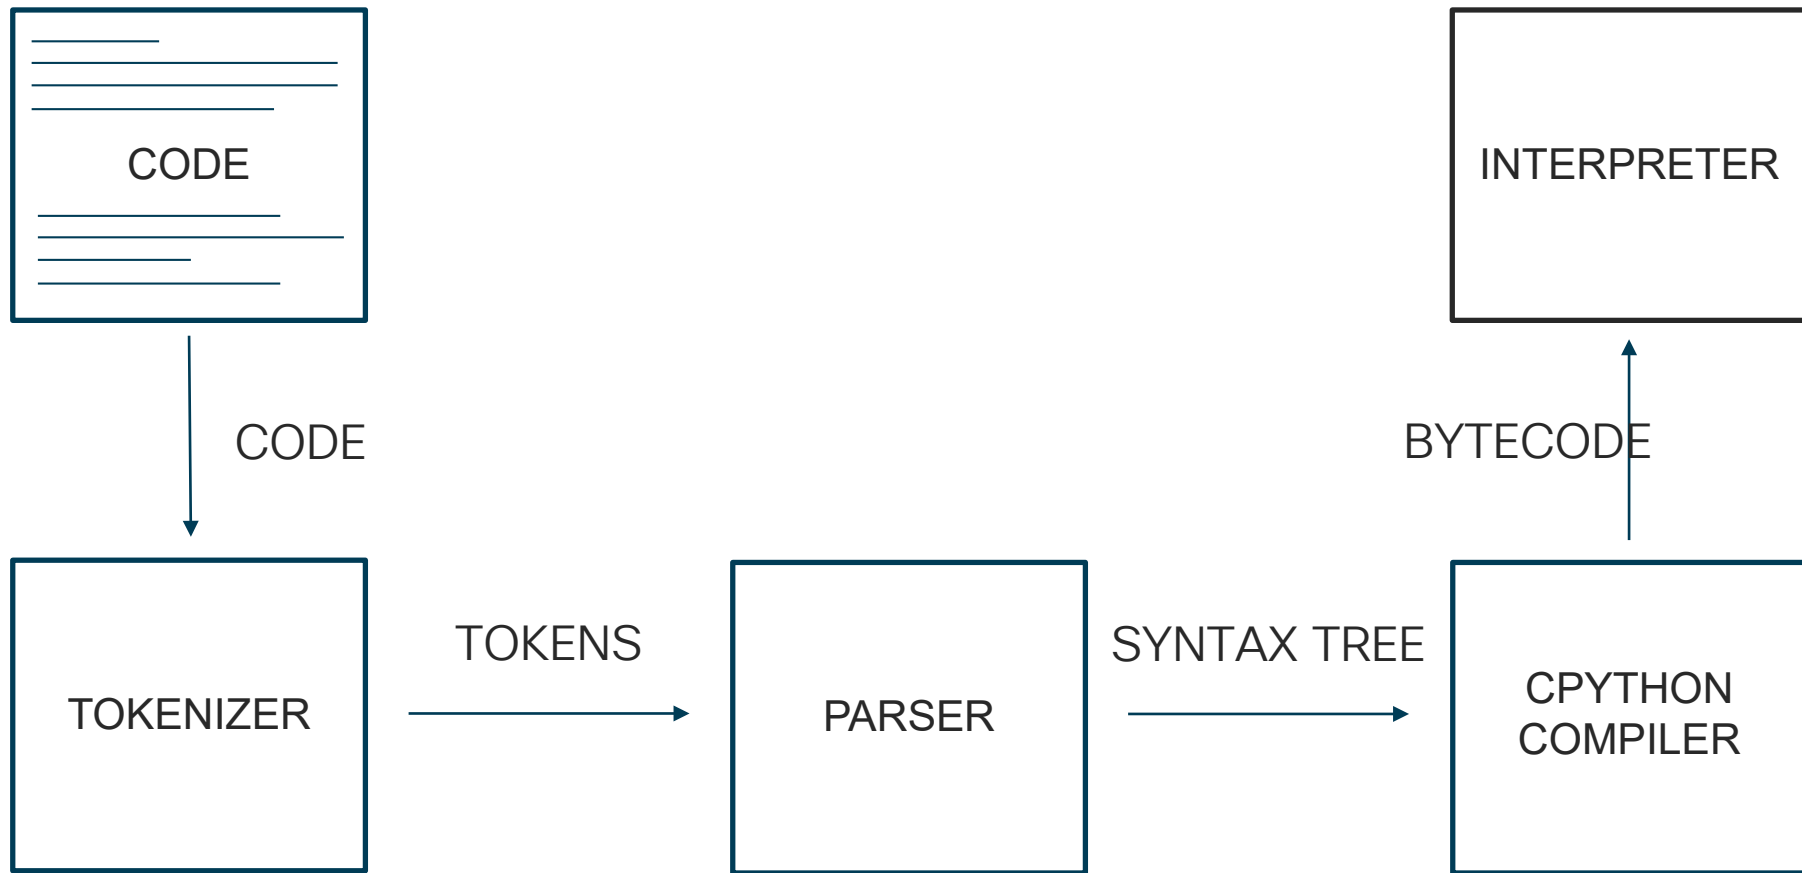 CODE
INTERPRETER
CODE
BYTECODE
TOKENIZER
TOKENS
PARSER
SYNTAX TREE
CPYTHON
COMPILER